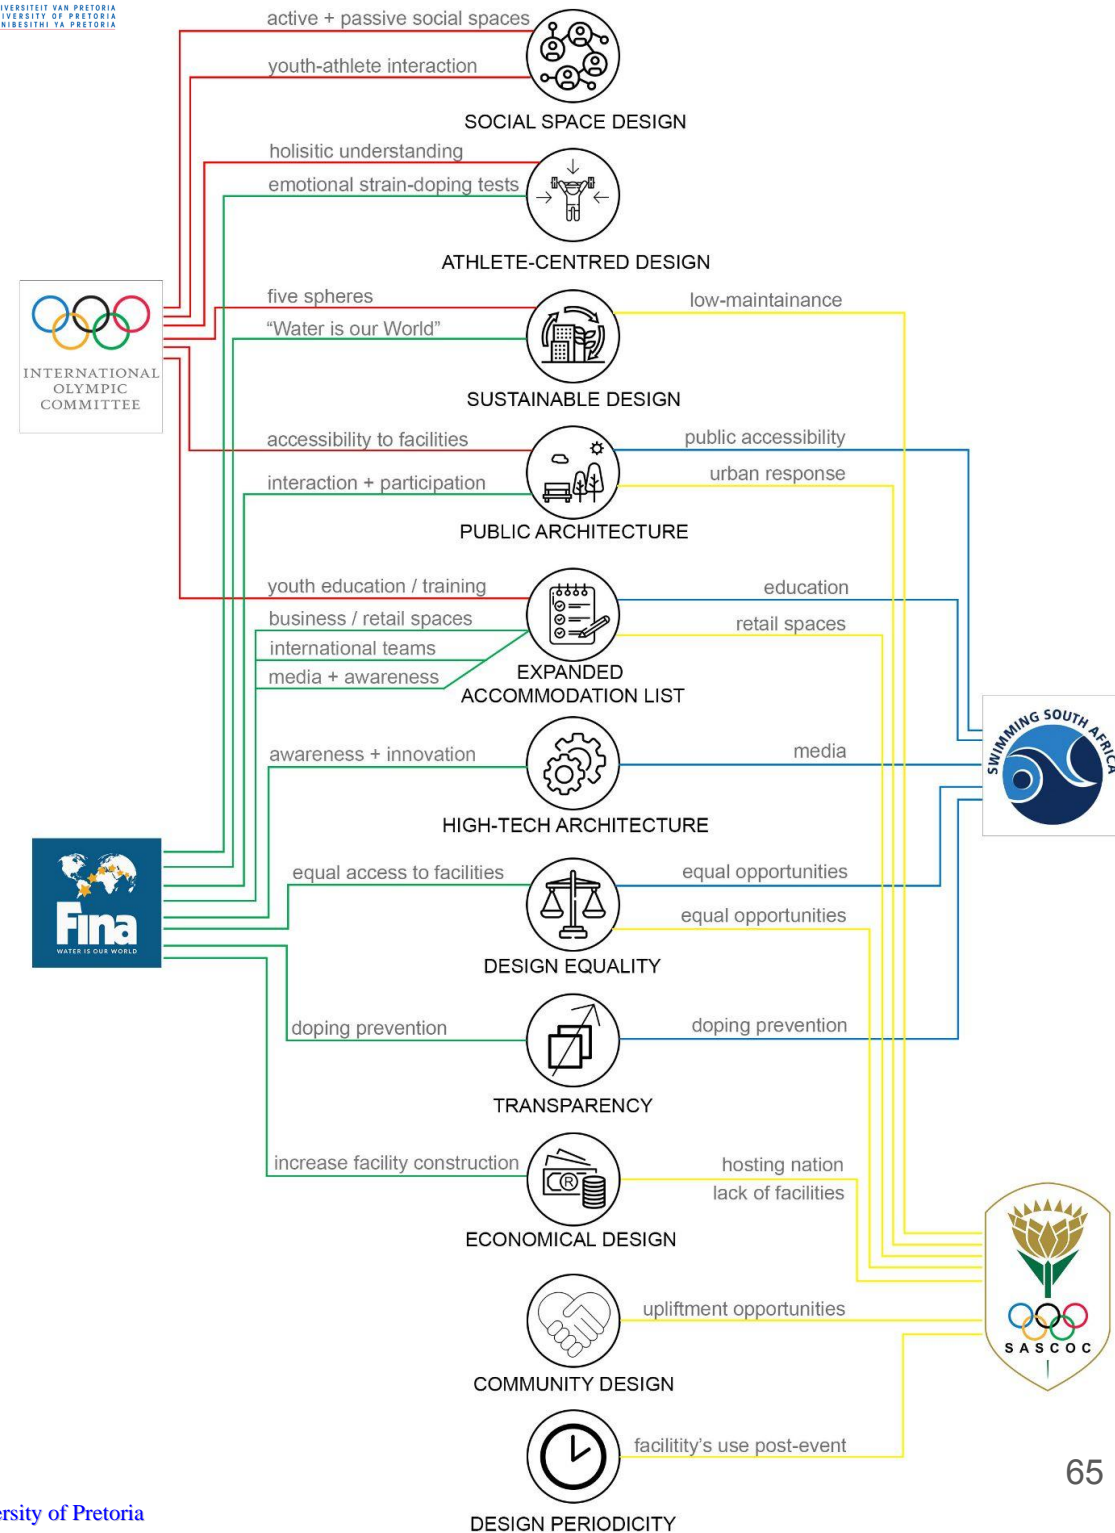 UNIVERSITEIT VAN PRETORIA
UNIVERSITY OF PRETORIA
YUNIBESITHI YA PRETORIA
active + passive social spaces
youth-athlete interaction
SOCIAL SPACE DESIGN
holisitic understanding
emotional strain-doping tests
ATHLETE-CENTRED DESIGN
INTERNATIONAL
OLYMPIC
COMMITTEE
five spheres
low-maintainance
“Water is our World”
SUSTAINABLE DESIGN
accessibility to facilities
public accessibility
interaction + participation
urban response
PUBLIC ARCHITECTURE
youth education / training
education
business / retail spaces
retail spaces
international teams
media + awareness
EXPANDED
ACCOMMODATION LIST
SWIMMING SOUTH AFRICA
awareness + innovation
media
HIGH-TECH ARCHITECTURE
Fina
WATER IS OUR WORLD
equal access to facilities
equal opportunities
equal opportunities
DESIGN EQUALITY
doping prevention
doping prevention
TRANSPARENCY
increase facility construction
hosting nation
lack of facilities
R
ECONOMICAL DESIGN
SASCOC
upliftment opportunities
COMMUNITY DESIGN
facilitity's use post-event
DESIGN PERIODICITY
65
ersity of Pretoria